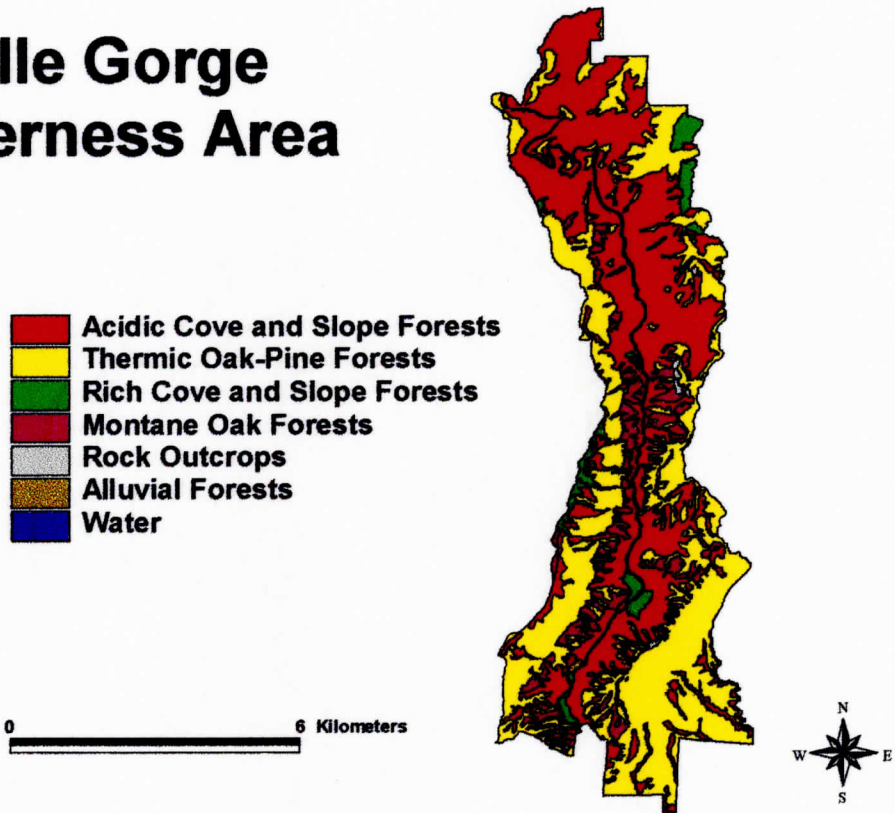 lle Gorge
erness Area
Acidic Cove and Slope Forests
Thermic Oak-Pine Forests
Rich Cove and Slope Forests
Montane Oak Forests
Rock Outcrops
Alluvial Forests
Water
0 6 Kilometers
N
W E
S